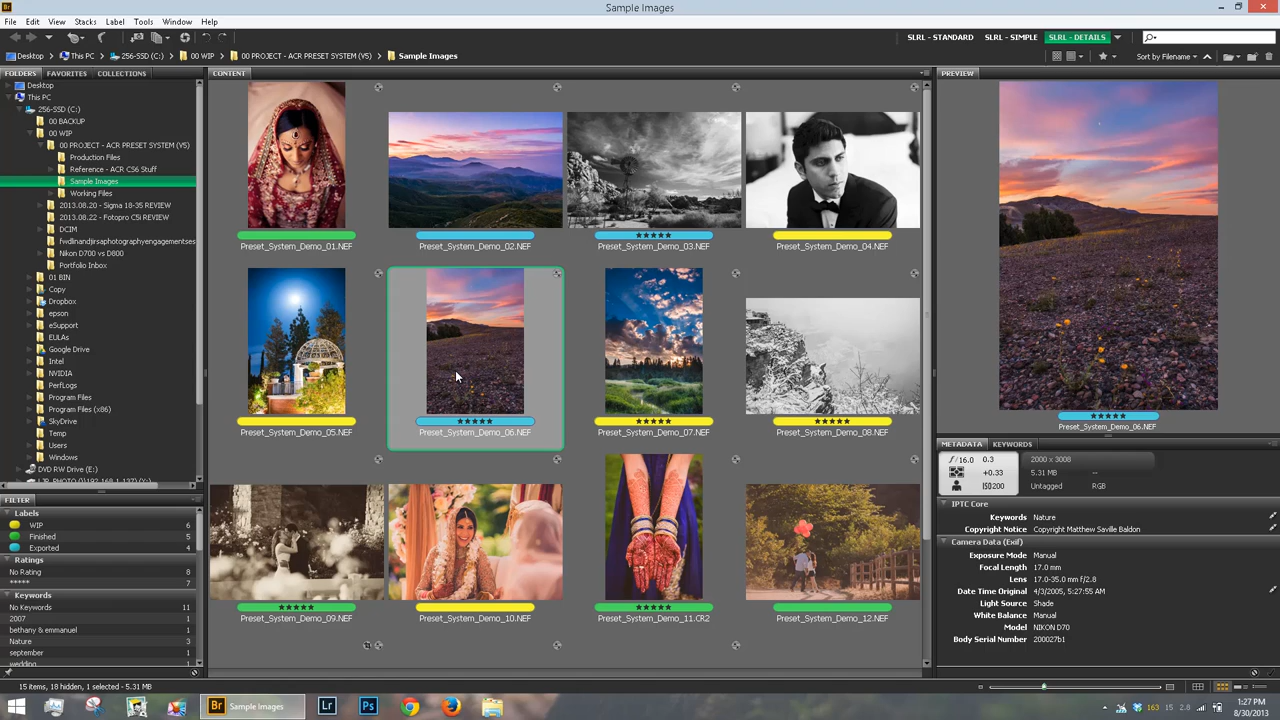 Br
Sample Images
File Edit View Stacks Label Tools Window Help
SLRL - STANDARD SLRL - SIMPLE SLRL - DETAILS
Desktop This PC 256-SSD (C:) 00 WIP 00 PROJECT - ACR PRESET SYSTEM (V5) Sample Images
Sort by Filename
FOLDERS FAVORITES COLLECTIONS
Desktop
This PC
256-SSD (C:)
00 BACKUP
00 WIP
00 PROJECT - ACR PRESET SYSTEM (V5)
Production Files
Reference - ACR CS6 Stuff
Sample Images
Working Files
2013.08.20 - Sigma 18-35 REVIEW
2013.08.22 - Fotopro C5i REVIEW
DCIM
fwdlinandjirsaphotographyengagementses
Nikon D700 vs D800
Portfolio Inbox
01 BIN
Copy
Dropbox
epson
eSupport
EULAs
Google Drive
Intel
NVIDIA
PerfLogs
Program Files
Program Files (x86)
SkyDrive
Temp
Users
Windows
DVD RW Drive (E:)
FILTER
Labels
WIP 6
Finished 5
Exported 4
Ratings
No Rating 8
***** 7
Keywords
No Keywords 11
2007 1
bethany & emmanuel 1
Nature 3
september 1
wedding 1
CONTENT
Preset_System_Demo_01.NEF
Preset_System_Demo_02.NEF
★★★★★
Preset_System_Demo_03.NEF
Preset_System_Demo_04.NEF
Preset_System_Demo_05.NEF
★★★★★
Preset_System_Demo_06.NEF
★★★★★
Preset_System_Demo_07.NEF
★★★★★
Preset_System_Demo_08.NEF
★★★★★
Preset_System_Demo_09.NEF
Preset_System_Demo_10.NEF
★★★★★
Preset_System_Demo_11.CR2
Preset_System_Demo_12.NEF
PREVIEW
★★★★★
Preset_System_Demo_06.NEF
METADATA KEYWORDS
f/16.0 0.3
+0.33
ISO200
2000 x 3008
5.31 MB --
Untagged RGB
IPTC Core
Keywords Nature
Copyright Notice Copyright Matthew Saville Baldon
Camera Data (Exif)
Exposure Mode Manual
Focal Length 17.0 mm
Lens 17.0-35.0 mm f/2.8
Date Time Original 4/3/2005, 5:27:55 AM
Light Source Shade
White Balance Manual
Model NIKON D70
Body Serial Number 200027b1
15 items, 18 hidden, 1 selected - 5.31 MB
Br Sample Images Lr Ps
163 15 2.8
1:27 PM
8/30/2013